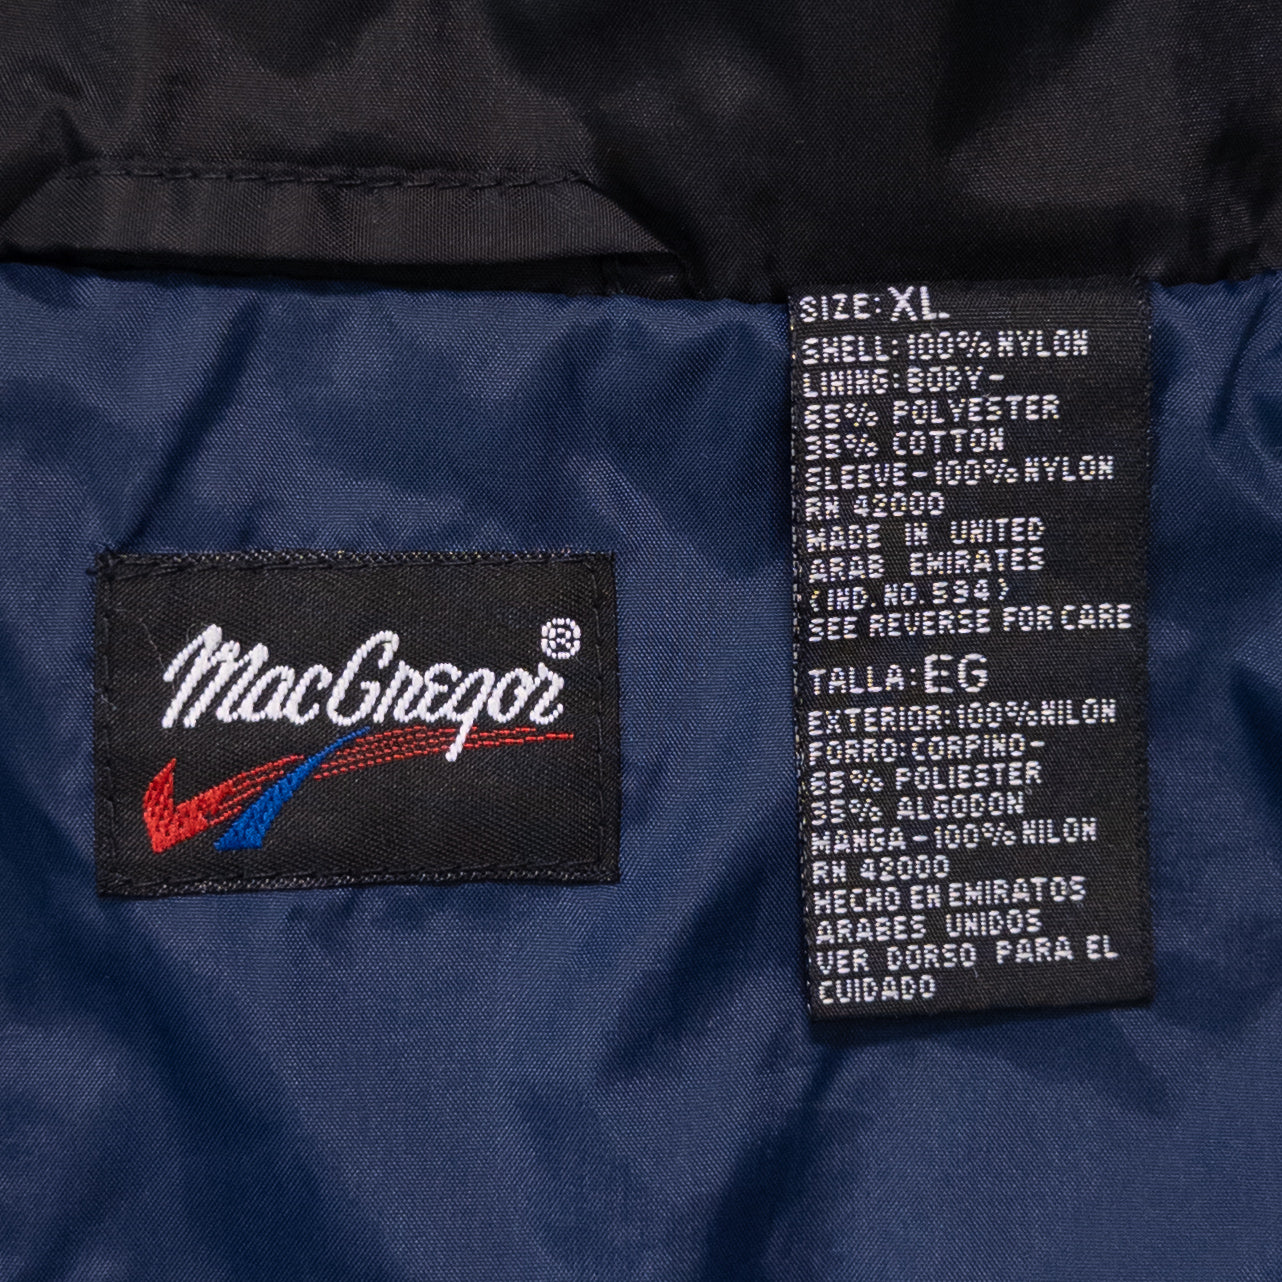 SIZE: XL
SHELL: 100% NYLON
LINING: BODY-
65% POLYESTER
35% COTTON
SLEEVE-100% NYLON
RN 42000
MADE IN UNITED
ARAB EMIRATES
(IND. NO. 594)
SEE REVERSE FOR CARE
TALLA: EG
EXTERIOR: 100% NILON
FORRO: CORPINO-
65% POLIESTER
35% ALGODON
MANGA-100% NILON
RN 42000
HECHO EN EMIRATOS
ARABES UNIDOS
VER DORSO PARA EL
CUIDADO
MacGregor®